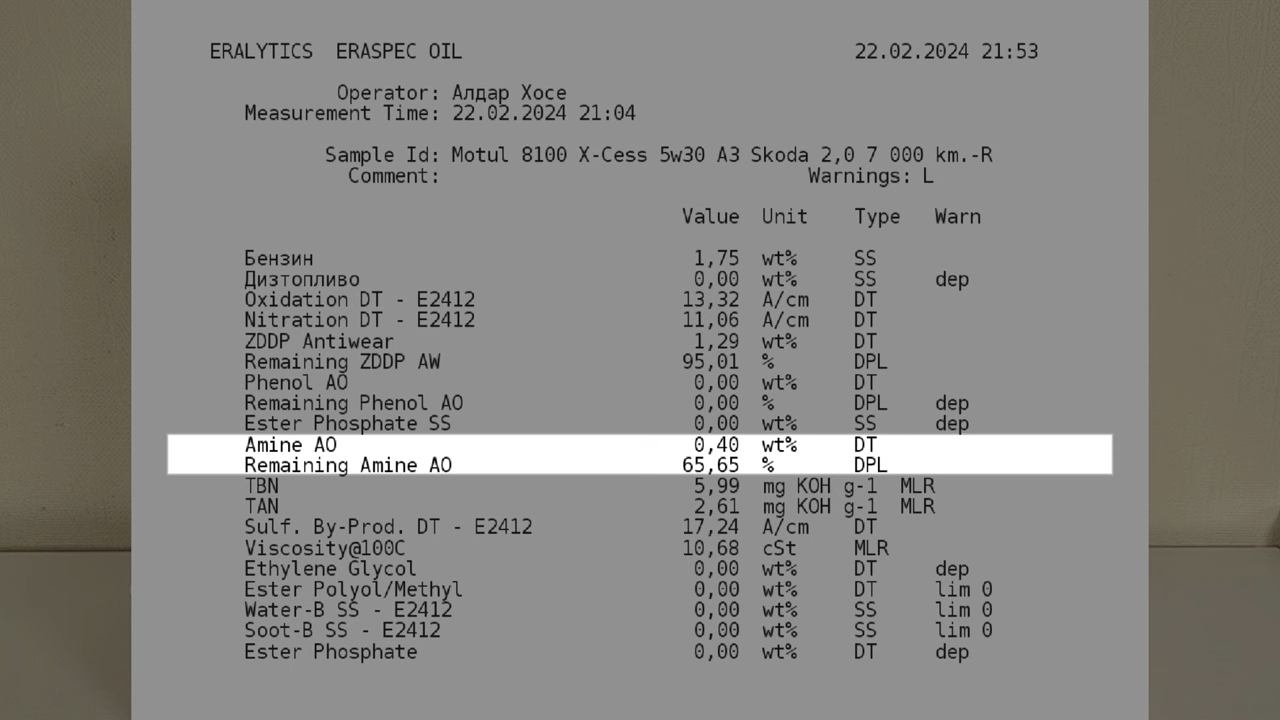 ERALYTICS ERASPEC OIL 22.02.2024 21:53
Operator: Алдар Хосе
Measurement Time: 22.02.2024 21:04
Sample Id: Motul 8100 X-Cess 5w30 A3 Skoda 2,0 7 000 km.-R
Comment: Warnings: L
Value Unit Type Warn
Бензин 1,75 wt% SS
Дизтопливо 0,00 wt% SS dep
Oxidation DT - E2412 13,32 A/cm DT
Nitration DT - E2412 11,06 A/cm DT
ZDDP Antiwear 1,29 wt% DT
Remaining ZDDP AW 95,01 % DPL
Phenol AO 0,00 wt% DT
Remaining Phenol AO 0,00 % DPL dep
Ester Phosphate SS 0,00 wt% SS dep
Amine AO 0,40 wt% DT
Remaining Amine AO 65,65 % DPL
TBN 5,99 mg KOH g-1 MLR
TAN 2,61 mg KOH g-1 MLR
Sulf. By-Prod. DT - E2412 17,24 A/cm DT
Viscosity@100C 10,68 cSt MLR
Ethylene Glycol 0,00 wt% DT dep
Ester Polyol/Methyl 0,00 wt% DT lim 0
Water-B SS - E2412 0,00 wt% SS lim 0
Soot-B SS - E2412 0,00 wt% SS lim 0
Ester Phosphate 0,00 wt% DT dep